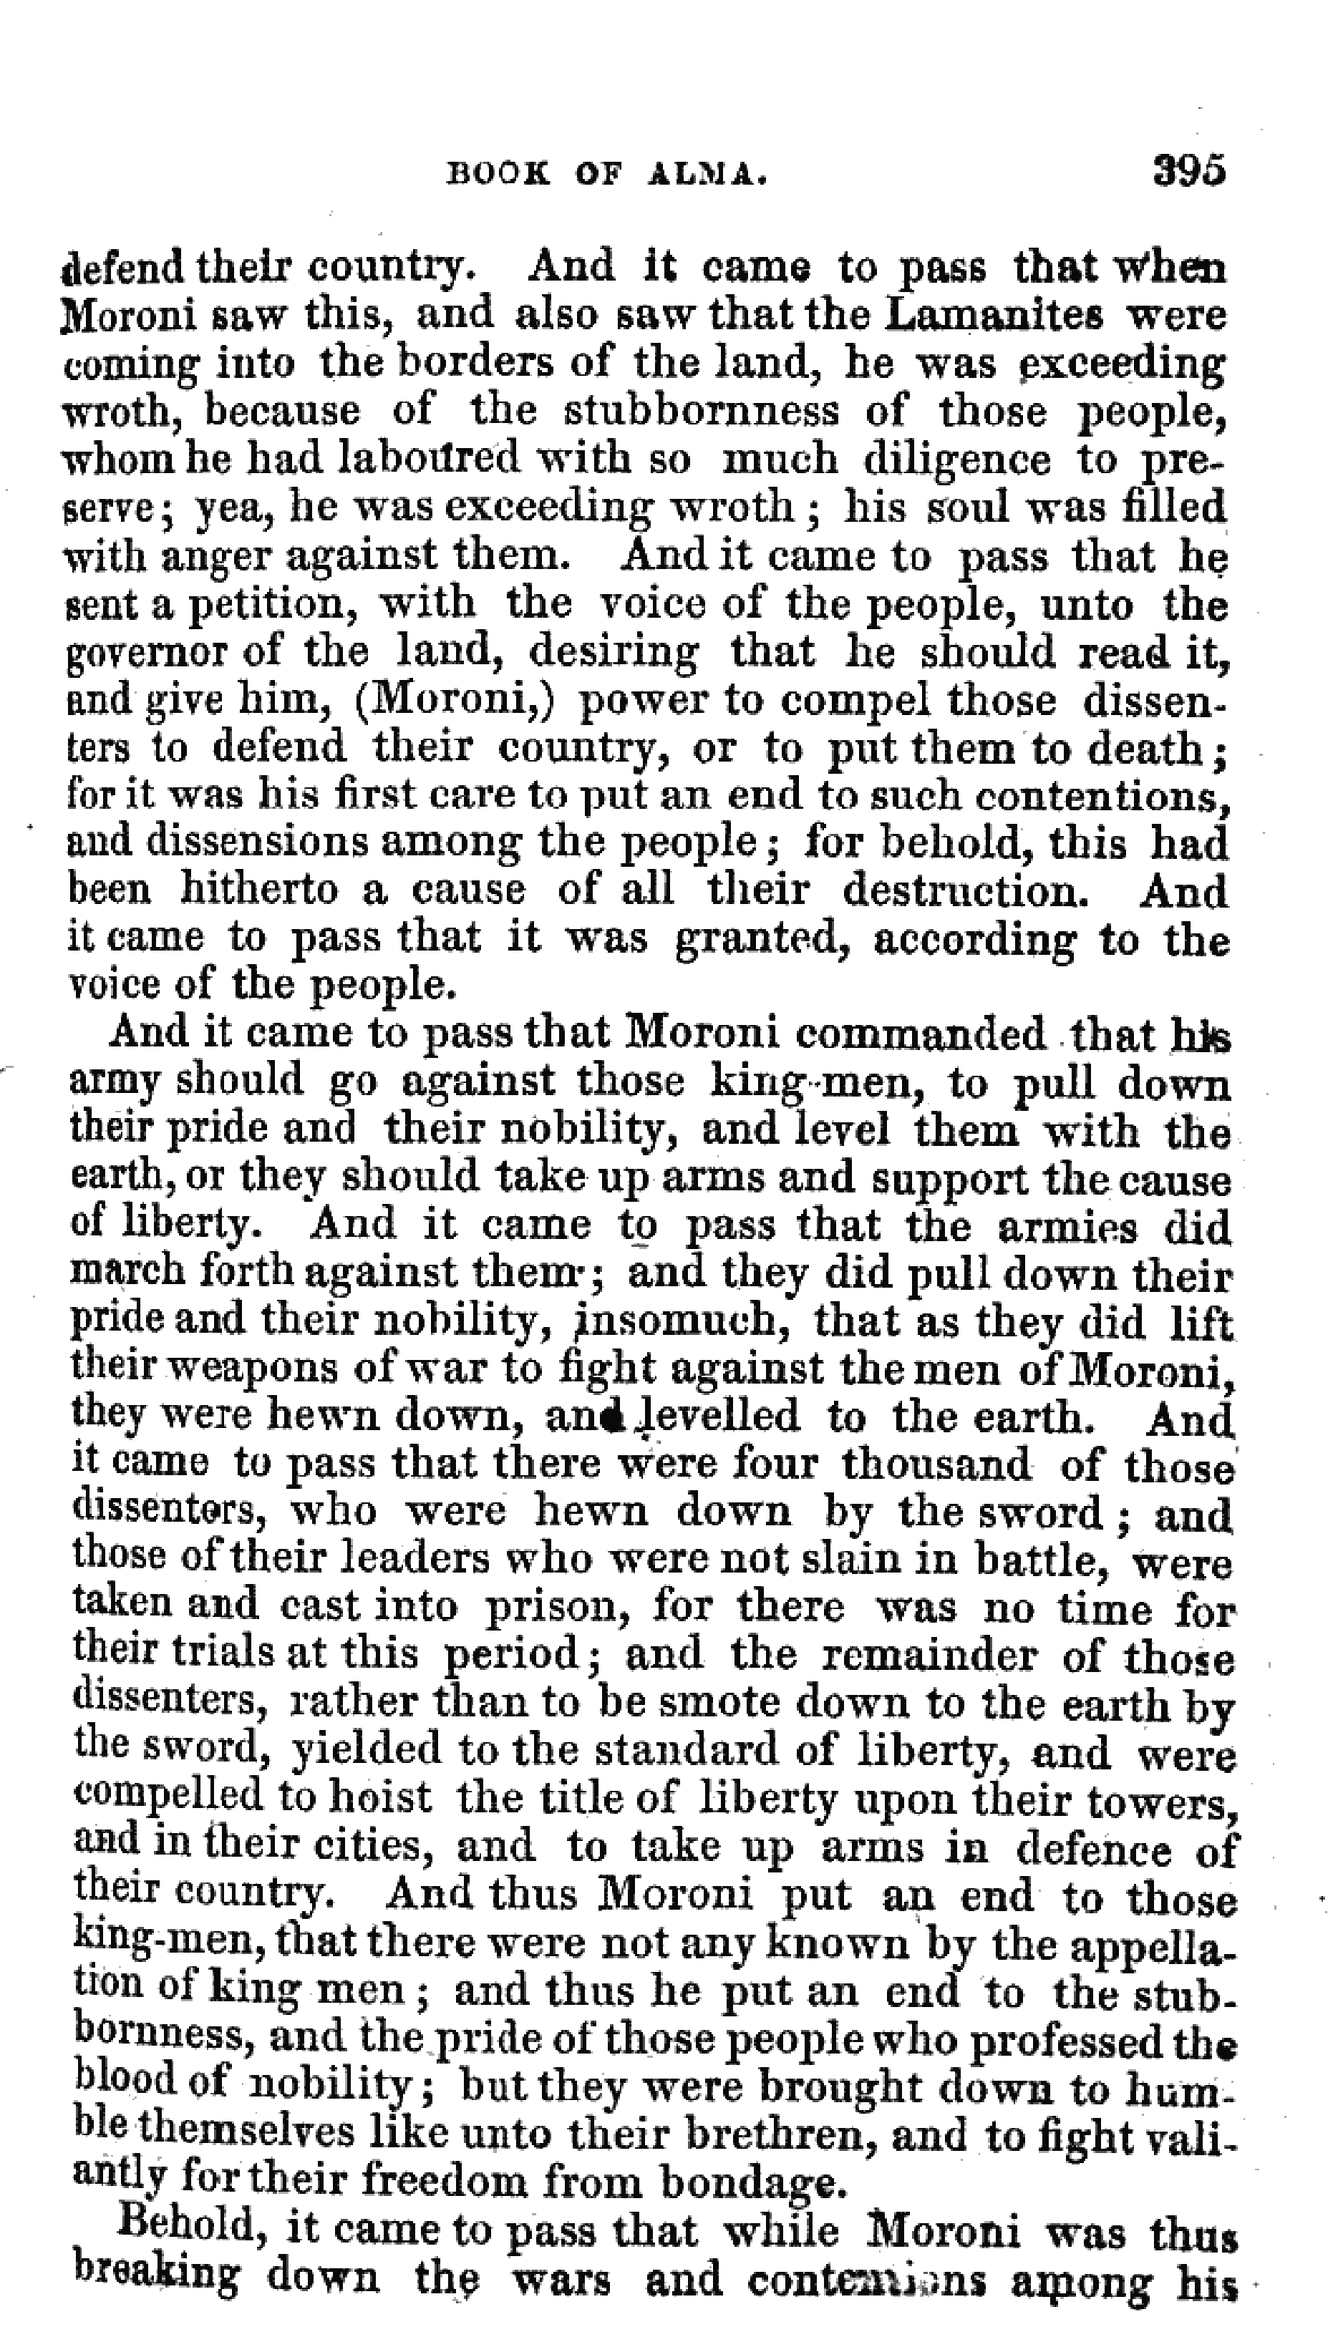 BOOK OF ALMA. 395
defend their country. And it came to pass that when
Moroni saw this, and also saw that the Lamanites were
coming into the borders of the land, he was exceeding
wroth, because of the stubbornness of those people,
whom he had laboured with so much diligence to pre-
serve; yea, he was exceeding wroth; his soul was filled
with anger against them. And it came to pass that he
sent a petition, with the voice of the people, unto the
governor of the land, desiring that he should read it,
and give him, (Moroni,) power to compel those dissen-
ters to defend their country, or to put them to death;
for it was his first care to put an end to such contentions,
and dissensions among the people; for behold, this had
been hitherto a cause of all their destruction. And
it came to pass that it was granted, according to the
voice of the people.
And it came to pass that Moroni commanded that his
army should go against those king-men, to pull down
their pride and their nobility, and level them with the
earth, or they should take up arms and support the cause
of liberty. And it came to pass that the armies did
march forth against them; and they did pull down their
pride and their nobility, insomuch, that as they did lift
their weapons of war to fight against the men of Moroni,
they were hewn down, and levelled to the earth. And
it came to pass that there were four thousand of those
dissenters, who were hewn down by the sword; and
those of their leaders who were not slain in battle, were
taken and cast into prison, for there was no time for
their trials at this period; and the remainder of those
dissenters, rather than to be smote down to the earth by
the sword, yielded to the standard of liberty, and were
compelled to hoist the title of liberty upon their towers,
and in their cities, and to take up arms in defence of
their country. And thus Moroni put an end to those
king-men, that there were not any known by the appella-
tion of king men; and thus he put an end to the stub-
bornness, and the pride of those people who professed the
blood of nobility; but they were brought down to hum-
ble themselves like unto their brethren, and to fight vali-
antly for their freedom from bondage.
Behold, it came to pass that while Moroni was thus
breaking down the wars and contentions among his